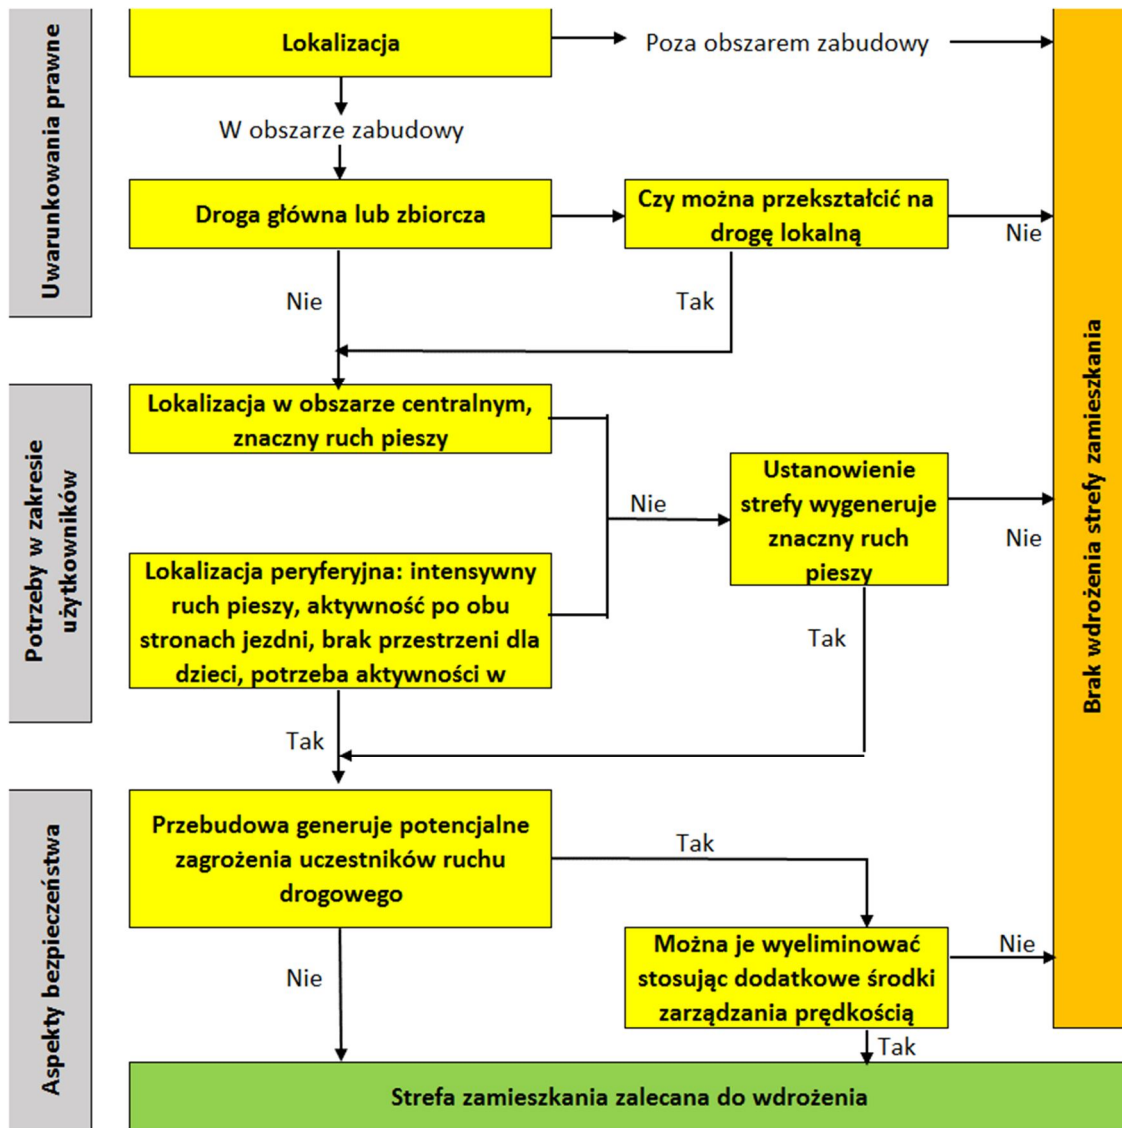 Uwarunkowania prawne
Lokalizacja
Poza obszarem zabudowy
W obszarze zabudowy
Droga główna lub zbiorcza
Czy można przekształcić na
drogę lokalną
Nie
Nie
Tak
Brak wdrożenia strefy zamieszkania
Potrzeby w zakresie
użytkowników
Lokalizacja w obszarze centralnym,
znaczny ruch pieszy
Nie
Ustanowienie
strefy wygeneruje
znaczny ruch
pieszy
Nie
Lokalizacja peryferyjna: intensywny
ruch pieszy, aktywność po obu
stronach jezdni, brak przestrzeni dla
dzieci, potrzeba aktywności w
Tak
Tak
Aspekty bezpieczeństwa
Przebudowa generuje potencjalne
zagrożenia uczestników ruchu
drogowego
Tak
Nie
Można je wyeliminować
stosując dodatkowe środki
zarządzania prędkością
Nie
Tak
Strefa zamieszkania zalecana do wdrożenia